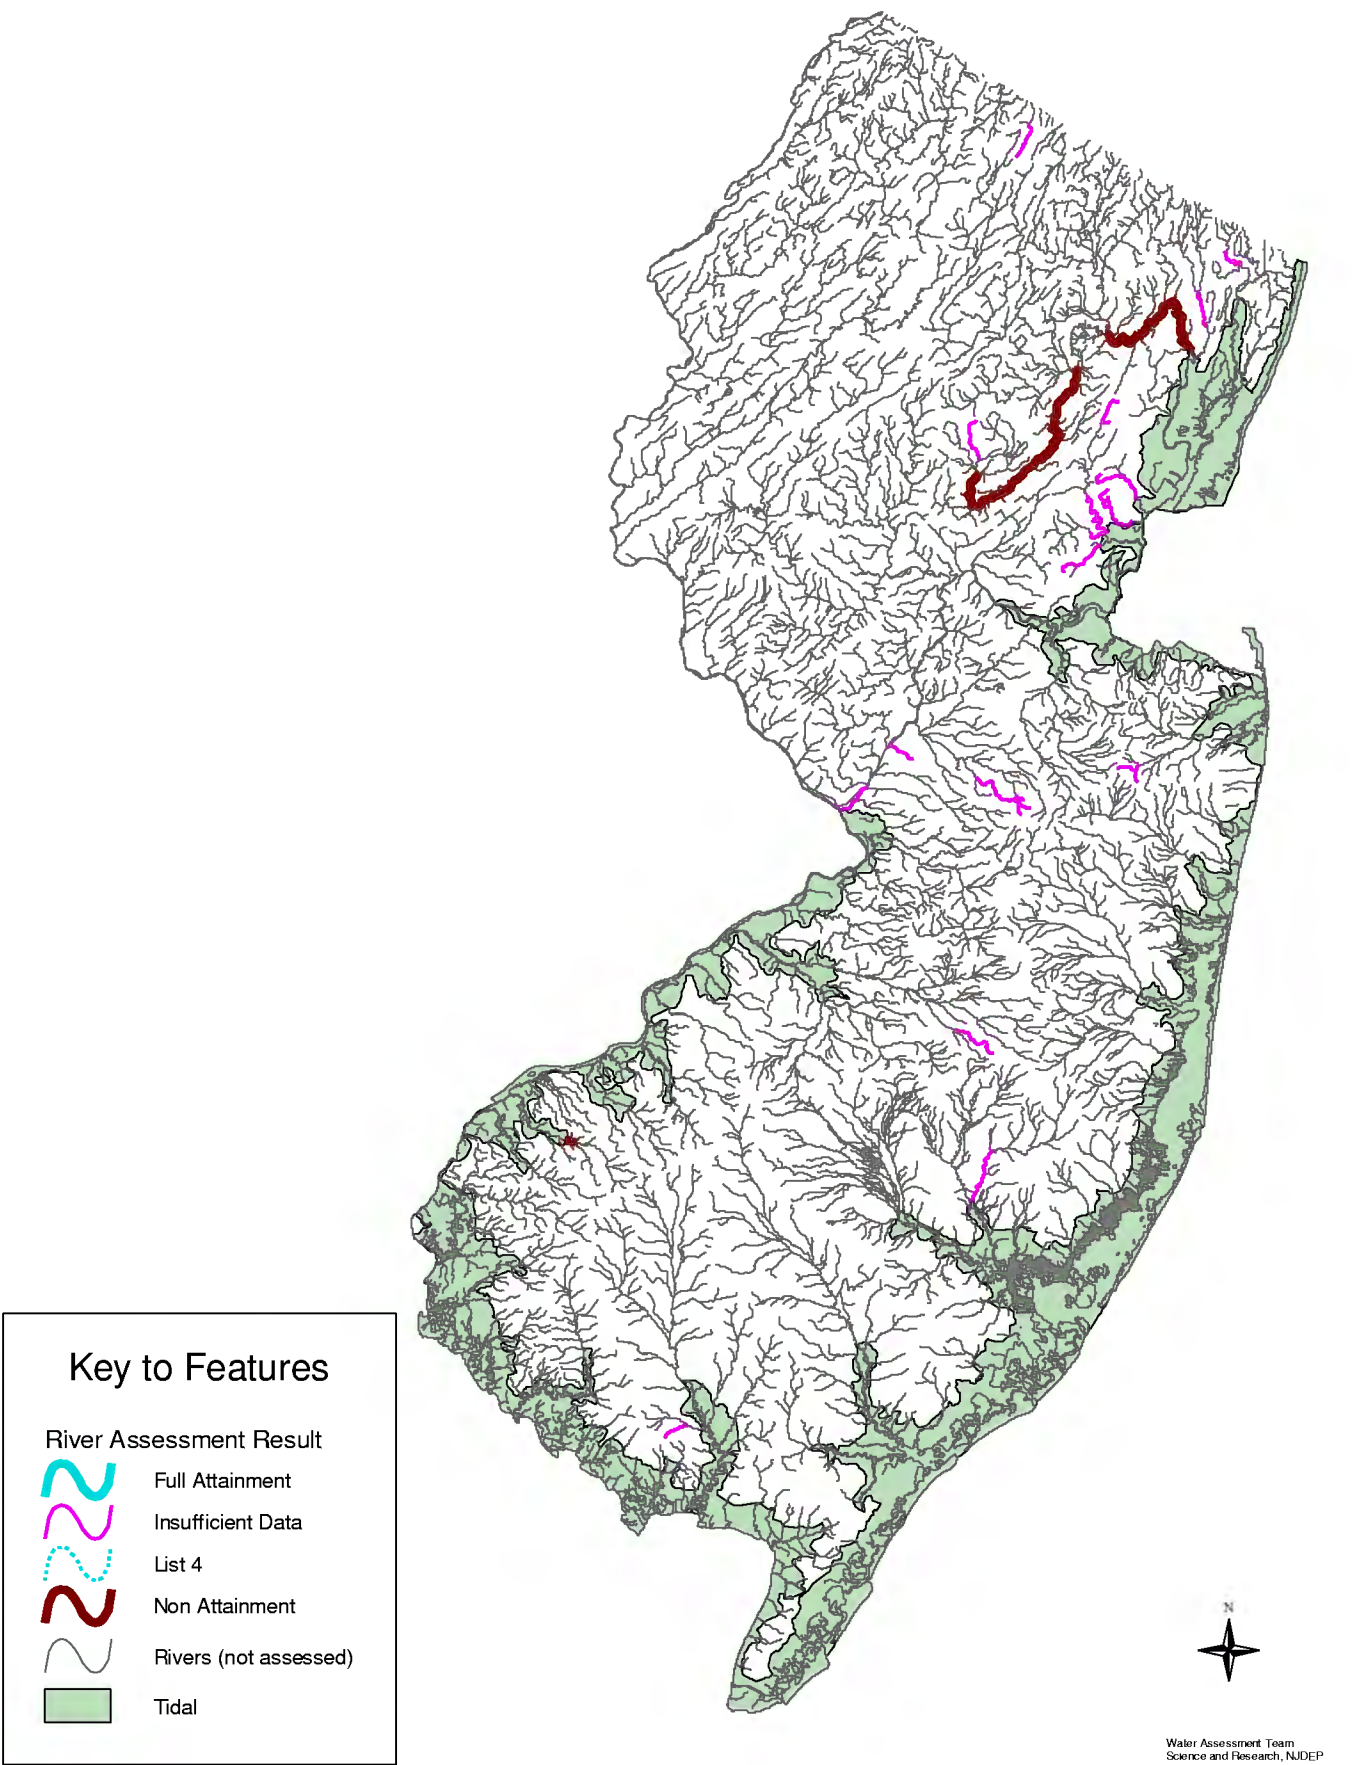 Key to Features
River Assessment Result
Full Attainment
Insufficient Data
List 4
Non Attainment
Rivers (not assessed)
Tidal
N
Water Assessment Team
Science and Research, NJDEP